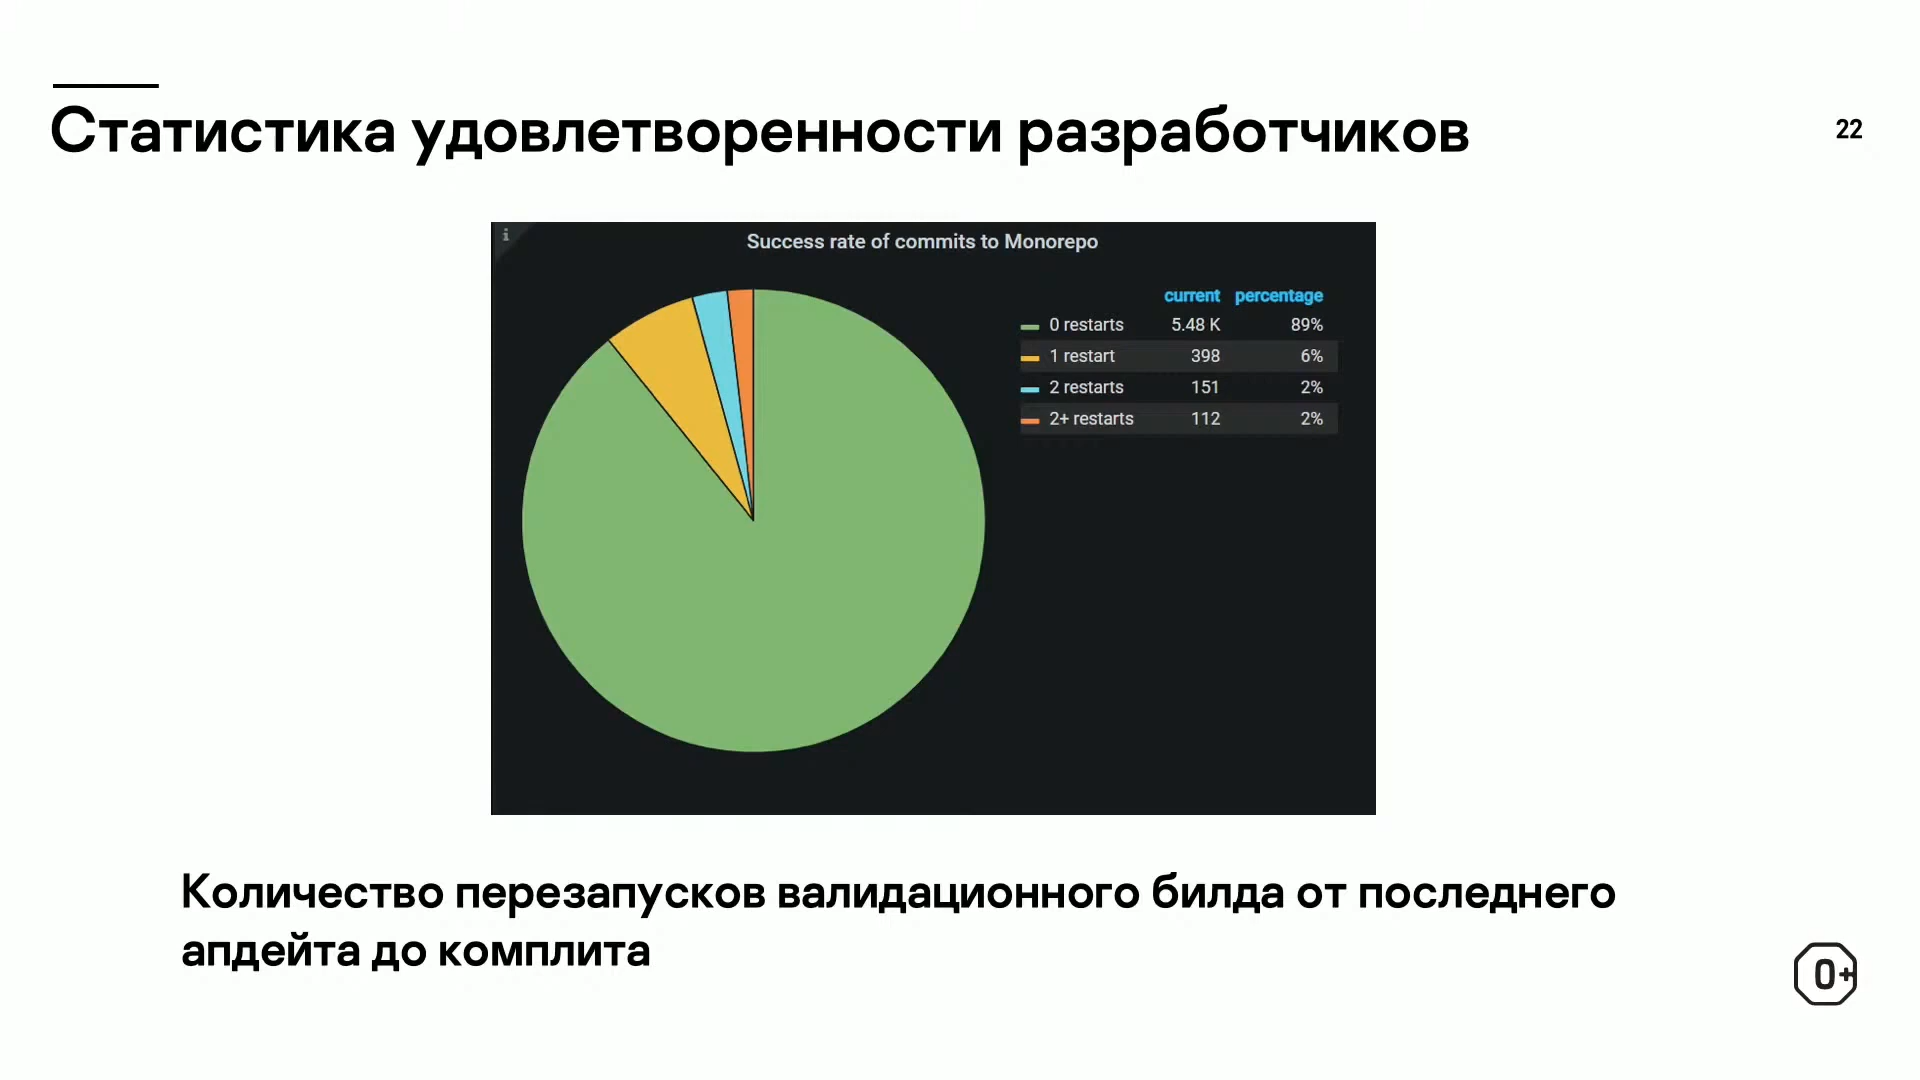 Статистика удовлетворенности разработчиков
22
i
Success rate of commits to Monorepo
current percentage
0 restarts 5.48 K 89%
1 restart 398 6%
2 restarts 151 2%
2+ restarts 112 2%
Количество перезапусков валидационного билда от последнего
апдейта до комплита
0+